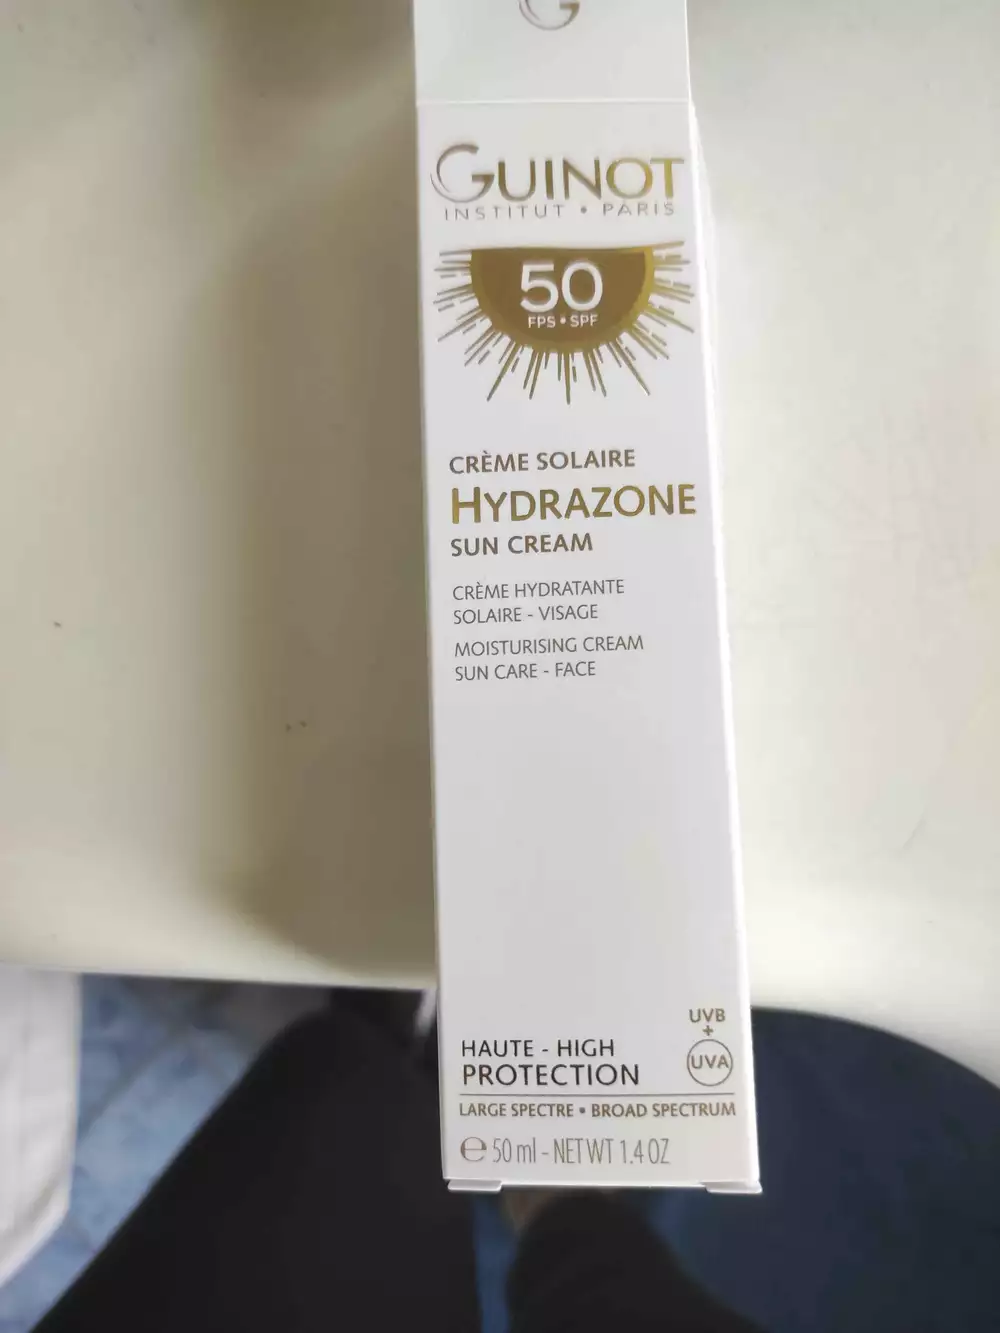 G
GUINOT
INSTITUT • PARIS
50
FPS • SPF
CRÈME SOLAIRE
HYDRAZONE
SUN CREAM
CRÈME HYDRATANTE
SOLAIRE - VISAGE
MOISTURISING CREAM
SUN CARE - FACE
UVB
+
UVA
HAUTE - HIGH
PROTECTION
LARGE SPECTRE • BROAD SPECTRUM
℮ 50 ml - NET WT 1.4 OZ